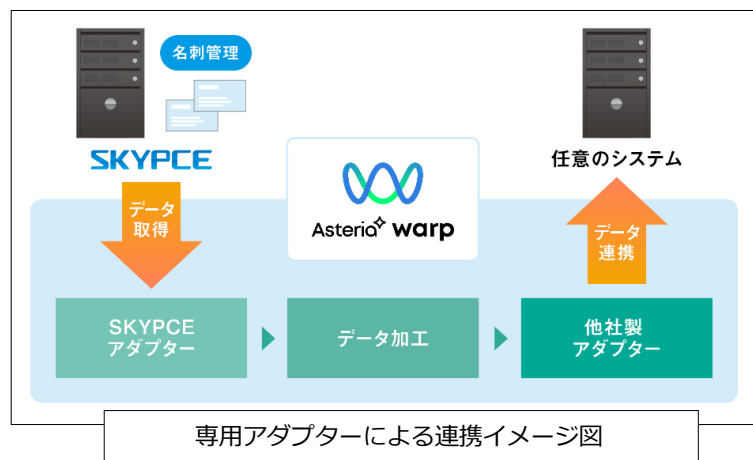 名刺管理
SKYPCE
任意のシステム
データ
取得
Asteria warp
データ
連携
SKYPCE
アダプター
データ加工
他社製
アダプター
専用アダプターによる連携イメージ図